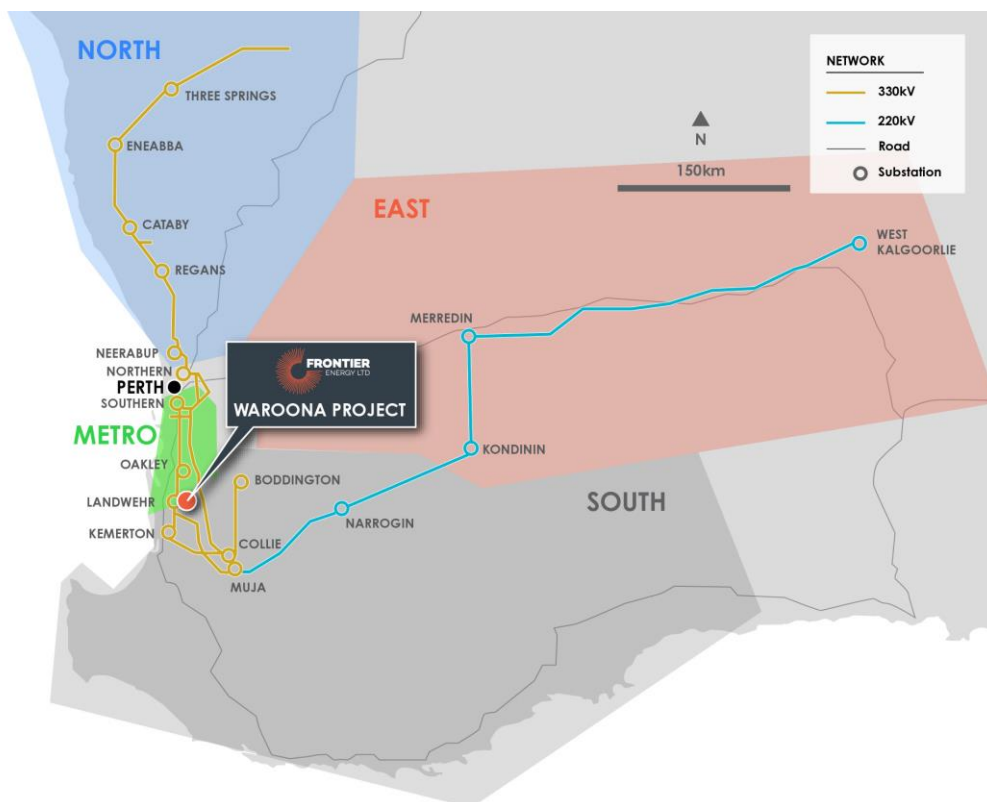 NORTH
THREE SPRINGS
ENEABBA
CATABY
REGANS
NEERABUP
NORTHERN
PERTH
SOUTHERN
METRO
OAKLEY
LANDWEHR
KEMERTON
BODDINGTON
COLLIE
MUJA
FRONTIER
ENERGY LTD
WAROONA PROJECT
EAST
MERREDIN
WEST
KALGOORLIE
KONDININ
NARROGIN
SOUTH
N
150km
NETWORK
330kV
220kV
Road
Substation